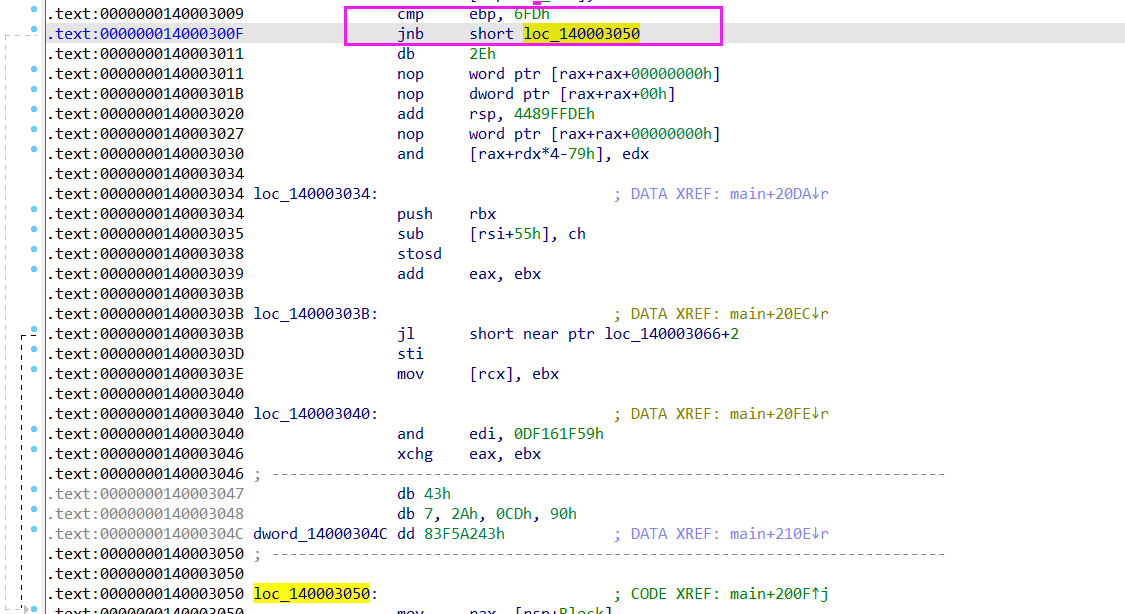 .text:0000000140003009 cmp ebp, 6FDh
.text:000000014000300F jnb short loc_140003050
.text:0000000140003011 db 2Eh
.text:0000000140003011 nop word ptr [rax+rax+00000000h]
.text:000000014000301B nop dword ptr [rax+rax+00h]
.text:0000000140003020 add rsp, 4489FFDEh
.text:0000000140003027 nop word ptr [rax+rax+00000000h]
.text:0000000140003030 and [rax+rdx*4-79h], edx
.text:0000000140003034
.text:0000000140003034 loc_140003034: ; DATA XREF: main+20DA↓r
.text:0000000140003034 push rbx
.text:0000000140003035 sub [rsi+55h], ch
.text:0000000140003038 stosd
.text:0000000140003039 add eax, ebx
.text:000000014000303B
.text:000000014000303B loc_14000303B: ; DATA XREF: main+20EC↓r
.text:000000014000303B jl short near ptr loc_140003066+2
.text:000000014000303D sti
.text:000000014000303E mov [rcx], ebx
.text:0000000140003040
.text:0000000140003040 loc_140003040: ; DATA XREF: main+20FE↓r
.text:0000000140003040 and edi, 0DF161F59h
.text:0000000140003046 xchg eax, ebx
.text:0000000140003046 ; ---------------------------------------------------------------------------
.text:0000000140003047 db 43h
.text:0000000140003048 db 7, 2Ah, 0CDh, 90h
.text:000000014000304C dword_14000304C dd 83F5A243h ; DATA XREF: main+210E↓r
.text:0000000140003050 ; ---------------------------------------------------------------------------
.text:0000000140003050
.text:0000000140003050 loc_140003050: ; CODE XREF: main+200F↑j
.text:0000000140003050 mov rax, [rsp+Block]